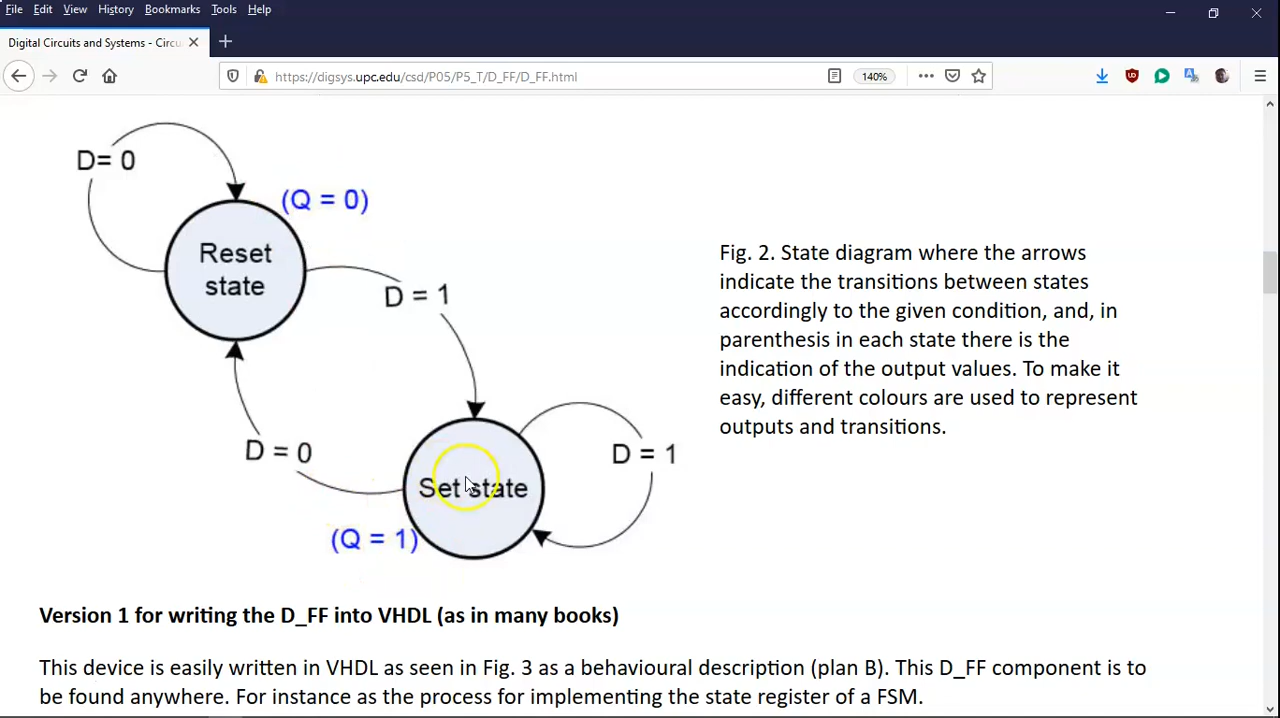 File Edit View History Bookmarks Tools Help
Digital Circuits and Systems - Circu
https://digsys.upc.edu/csd/P05/P5_T/D_FF/D_FF.html
140%
D= 0
(Q = 0)
Reset
state
D = 1
D = 0
Set state
D = 1
(Q = 1)
Fig. 2. State diagram where the arrows
indicate the transitions between states
accordingly to the given condition, and, in
parenthesis in each state there is the
indication of the output values. To make it
easy, different colours are used to represent
outputs and transitions.
Version 1 for writing the D_FF into VHDL (as in many books)
This device is easily written in VHDL as seen in Fig. 3 as a behavioural description (plan B). This D_FF component is to
be found anywhere. For instance as the process for implementing the state register of a FSM.